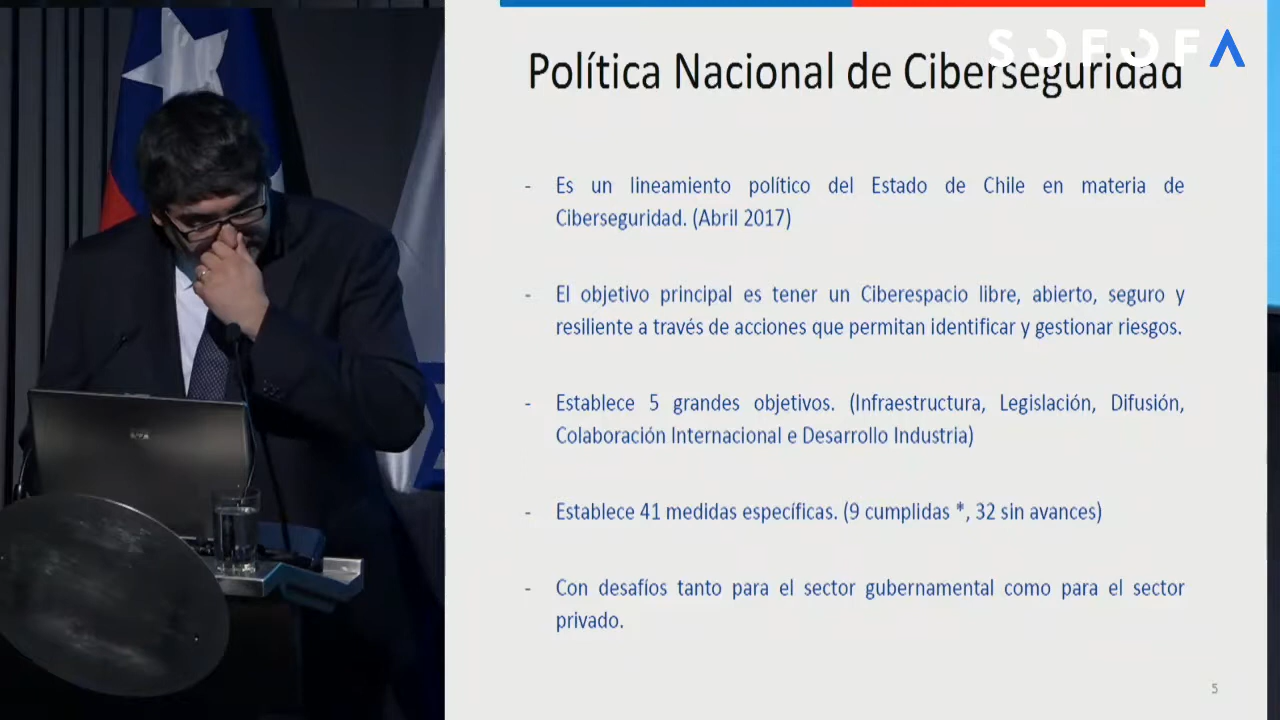 SOFOFA
Política Nacional de Ciberseguridad
- Es un lineamiento político del Estado de Chile en materia de
Ciberseguridad. (Abril 2017)
- El objetivo principal es tener un Ciberespacio libre, abierto, seguro y
resiliente a través de acciones que permitan identificar y gestionar riesgos.
- Establece 5 grandes objetivos. (Infraestructura, Legislación, Difusión,
Colaboración Internacional e Desarrollo Industria)
- Establece 41 medidas específicas. (9 cumplidas *, 32 sin avances)
- Con desafíos tanto para el sector gubernamental como para el sector
privado.
5